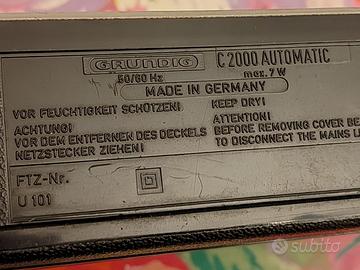 GRUNDIG C 2000 AUTOMATIC
50/60 Hz max. 7 W
MADE IN GERMANY
VOR FEUCHTIGKEIT SCHÜTZEN! KEEP DRY!
ACHTUNG! ATTENTION!
VOR DEM ENTFERNEN DES DECKELS BEFORE REMOVING COVER BE
NETZSTECKER ZIEHEN! TO DISCONNECT THE MAINS
FTZ-Nr.
U 101
subito